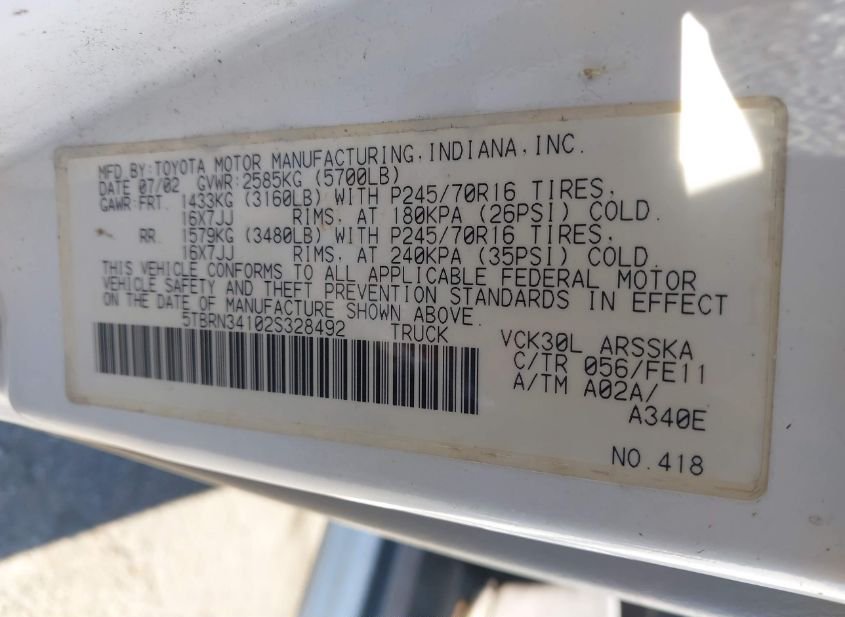 MFD.BY:TOYOTA MOTOR MANUFACTURING,INDIANA,INC.
DATE 07/02 GVWR:2585KG (5700LB)
GAWR:FRT. 1433KG (3160LB) WITH P245/70R16 TIRES,
16X7JJ RIMS, AT 180KPA (26PSI) COLD.
RR. 1579KG (3480LB) WITH P245/70R16 TIRES,
16X7JJ RIMS, AT 240KPA (35PSI) COLD.
THIS VEHICLE CONFORMS TO ALL APPLICABLE FEDERAL MOTOR
VEHICLE SAFETY AND THEFT PREVENTION STANDARDS IN EFFECT
ON THE DATE OF MANUFACTURE SHOWN ABOVE.
5TBRN34102S328492 TRUCK
VCK30L ARSSKA
C/TR 056/FE11
A/TM A02A/
A340E
NO.418